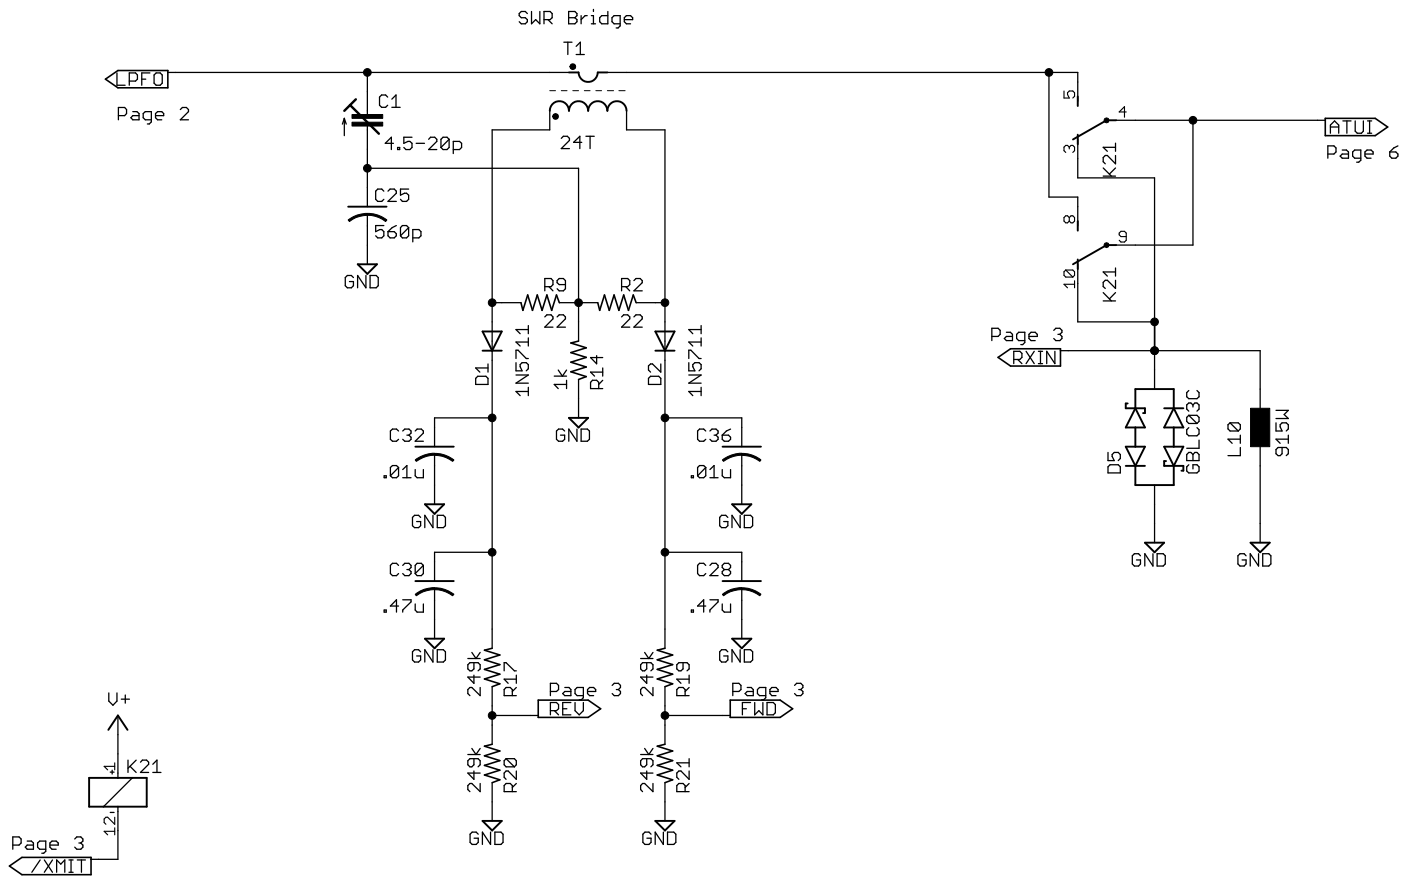 SWR Bridge
T1
LPFO
Page 2
C1
4.5-20p
24T
5
4
3
K21
ATUI
Page 6
C25
560p
GND
8
9
10
K21
R9
22
R2
22
Page 3
RXIN
D1
1N5711
1k
R14
D2
1N5711
GND
C32
.01u
GND
C36
.01u
GND
D5
GBLC03C
L10
915W
GND
GND
C30
.47u
GND
C28
.47u
GND
249k
R17
249k
R19
Page 3
REV
Page 3
FWD
249k
R20
249k
R21
GND
GND
V+
1
+
K21
12
-
Page 3
/XMIT